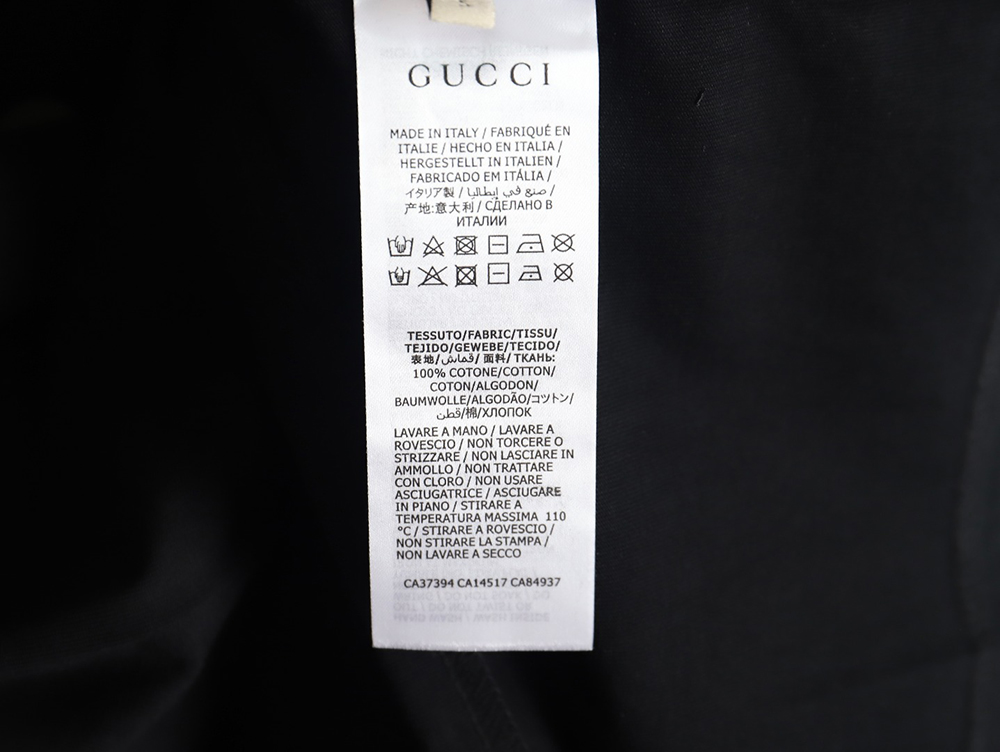 GUCCI
MADE IN ITALY / FABRIQUÉ EN
ITALIE / HECHO EN ITALIA /
HERGESTELLT IN ITALIEN /
FABRICADO EM ITÁLIA /
イタリア製 / صنع في إيطاليا /
产地:意大利 / СДЕЛАНО В
ИТАЛИИ
TESSUTO/FABRIC/TISSU/
TEJIDO/GEWEBE/TECIDO/
表地/قماش/ 面料/ ТКАНЬ:
100% COTONE/COTTON/
COTON/ALGODON/
BAUMWOLLE/ALGODÃO/コットン/
قطن/棉/ХЛОПОК
LAVARE A MANO / LAVARE A
ROVESCIO / NON TORCERE O
STRIZZARE / NON LASCIARE IN
AMMOLLO / NON TRATTARE
CON CLORO / NON USARE
ASCIUGATRICE / ASCIUGARE
IN PIANO / STIRARE A
TEMPERATURA MASSIMA 110
°C / STIRARE A ROVESCIO /
NON STIRARE LA STAMPA /
NON LAVARE A SECCO
CA37394 CA14517 CA84937